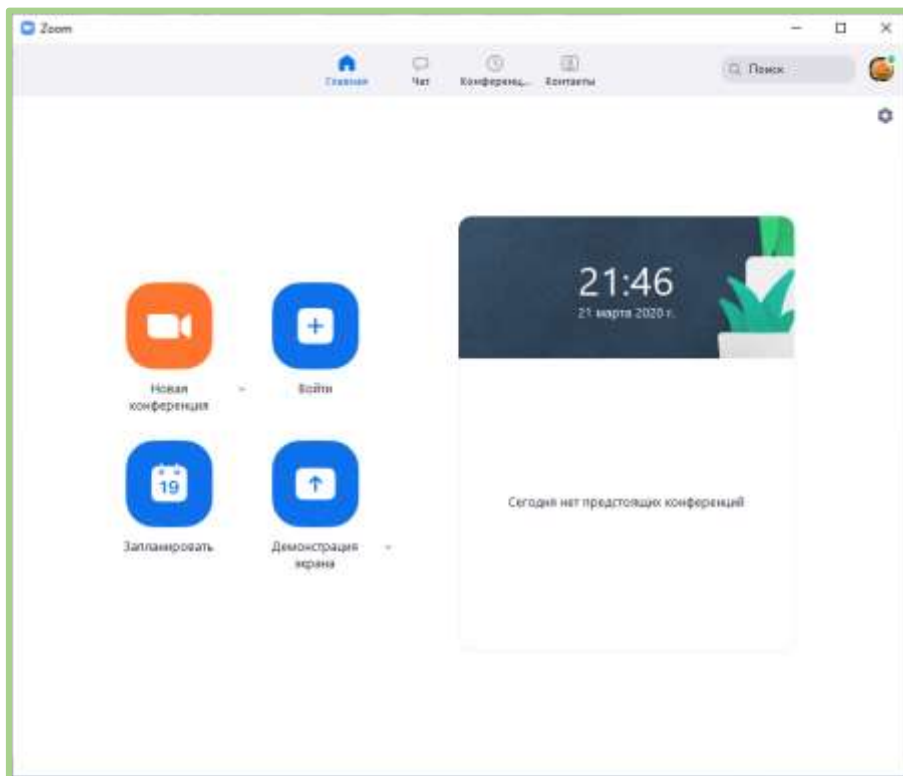 Zoom
Главная
Чат
Конференц...
Контакты
Поиск
21:46
21 марта 2020 г.
Новая
конференция
Войти
19
Запланировать
Демонстрация
экрана
Сегодня нет предстоящих конференций